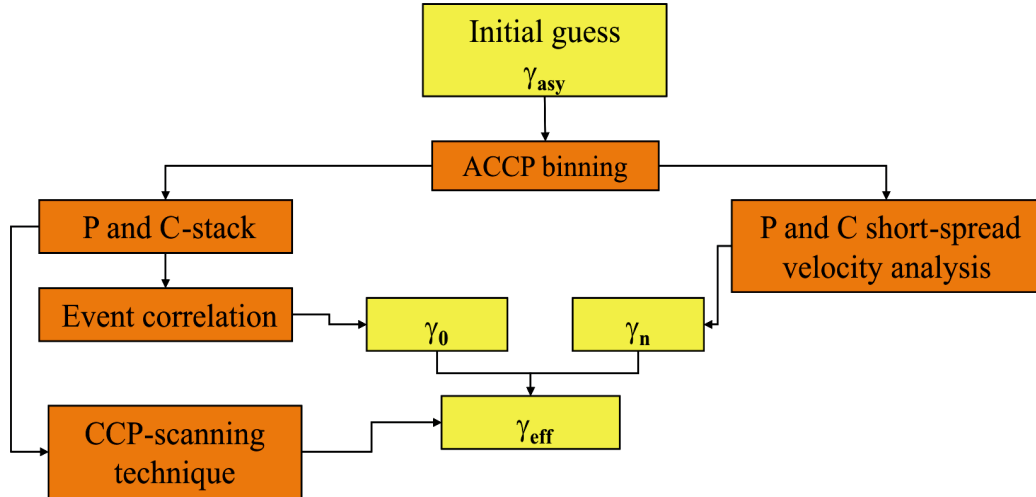 Initial guess
γasy
ACCP binning
P and C-stack
P and C short-spread
velocity analysis
Event correlation
γ0
γn
CCP-scanning
technique
γeff